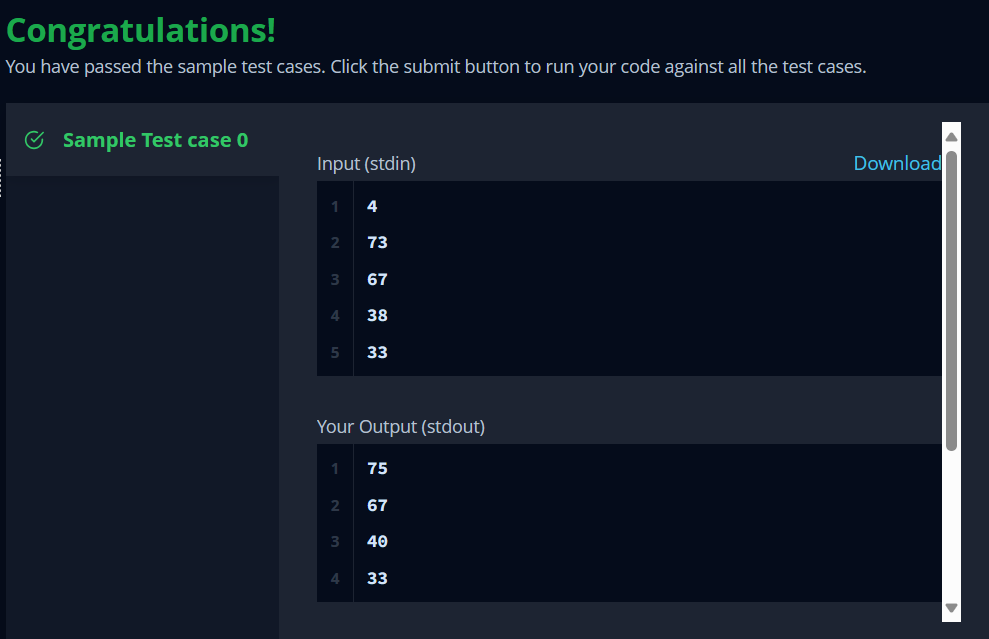 Congratulations!
You have passed the sample test cases. Click the submit button to run your code against all the test cases.
Sample Test case 0
Input (stdin)
Download
1 4
2 73
3 67
4 38
5 33
Your Output (stdout)
1 75
2 67
3 40
4 33